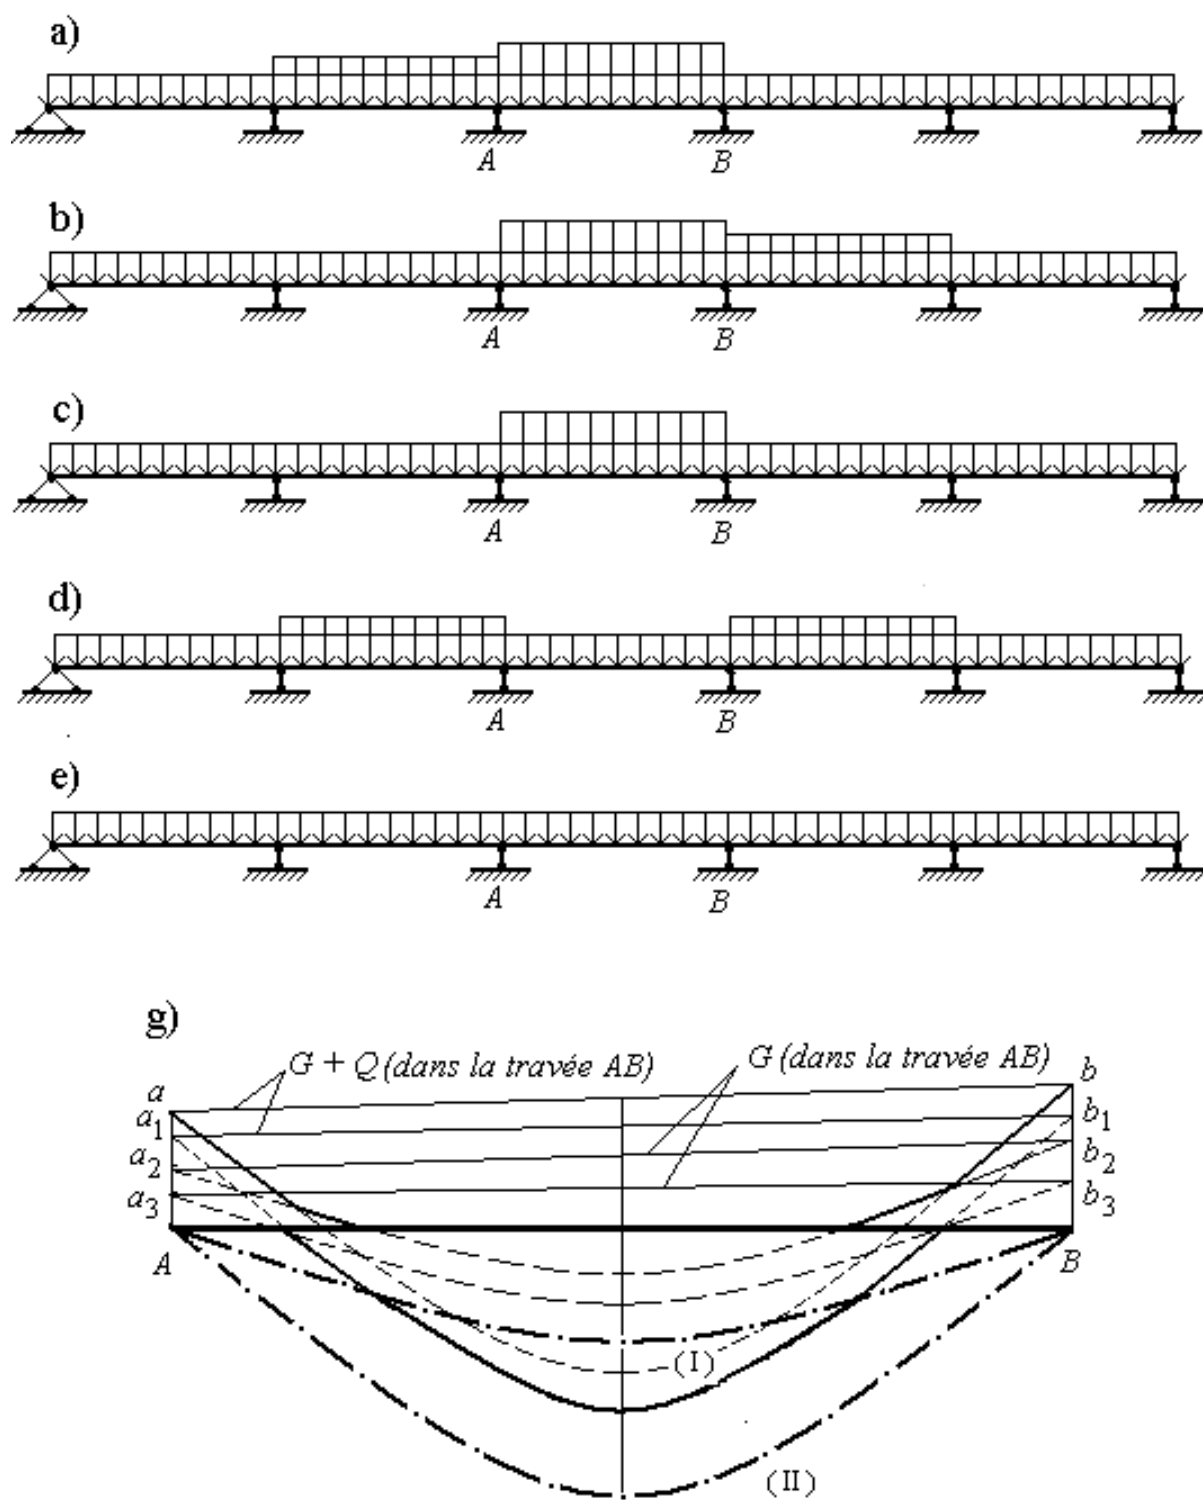 a)
A B
b)
A B
c)
A B
d)
A B
e)
A B
g)
G + Q (dans la travée AB) G (dans la travée AB)
a b
a1 b1
a2 b2
a3 b3
A B
(I)
(II)